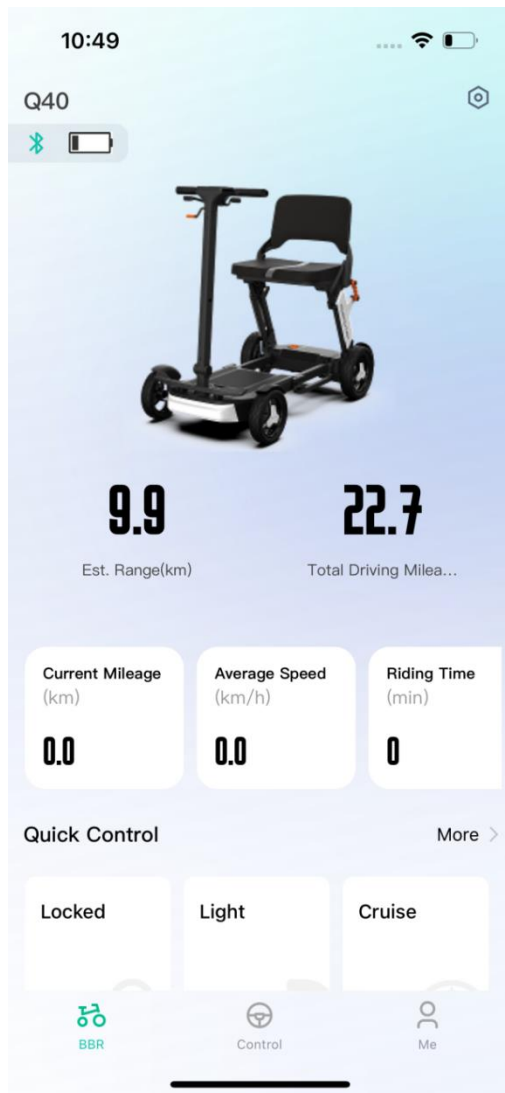 10:49
Q40
9.9
22.7
Est. Range(km)
Total Driving Milea...
Current Mileage
(km)
0.0
Average Speed
(km/h)
0.0
Riding Time
(min)
0
Quick Control
More
Locked
Light
Cruise
BBR
Control
Me